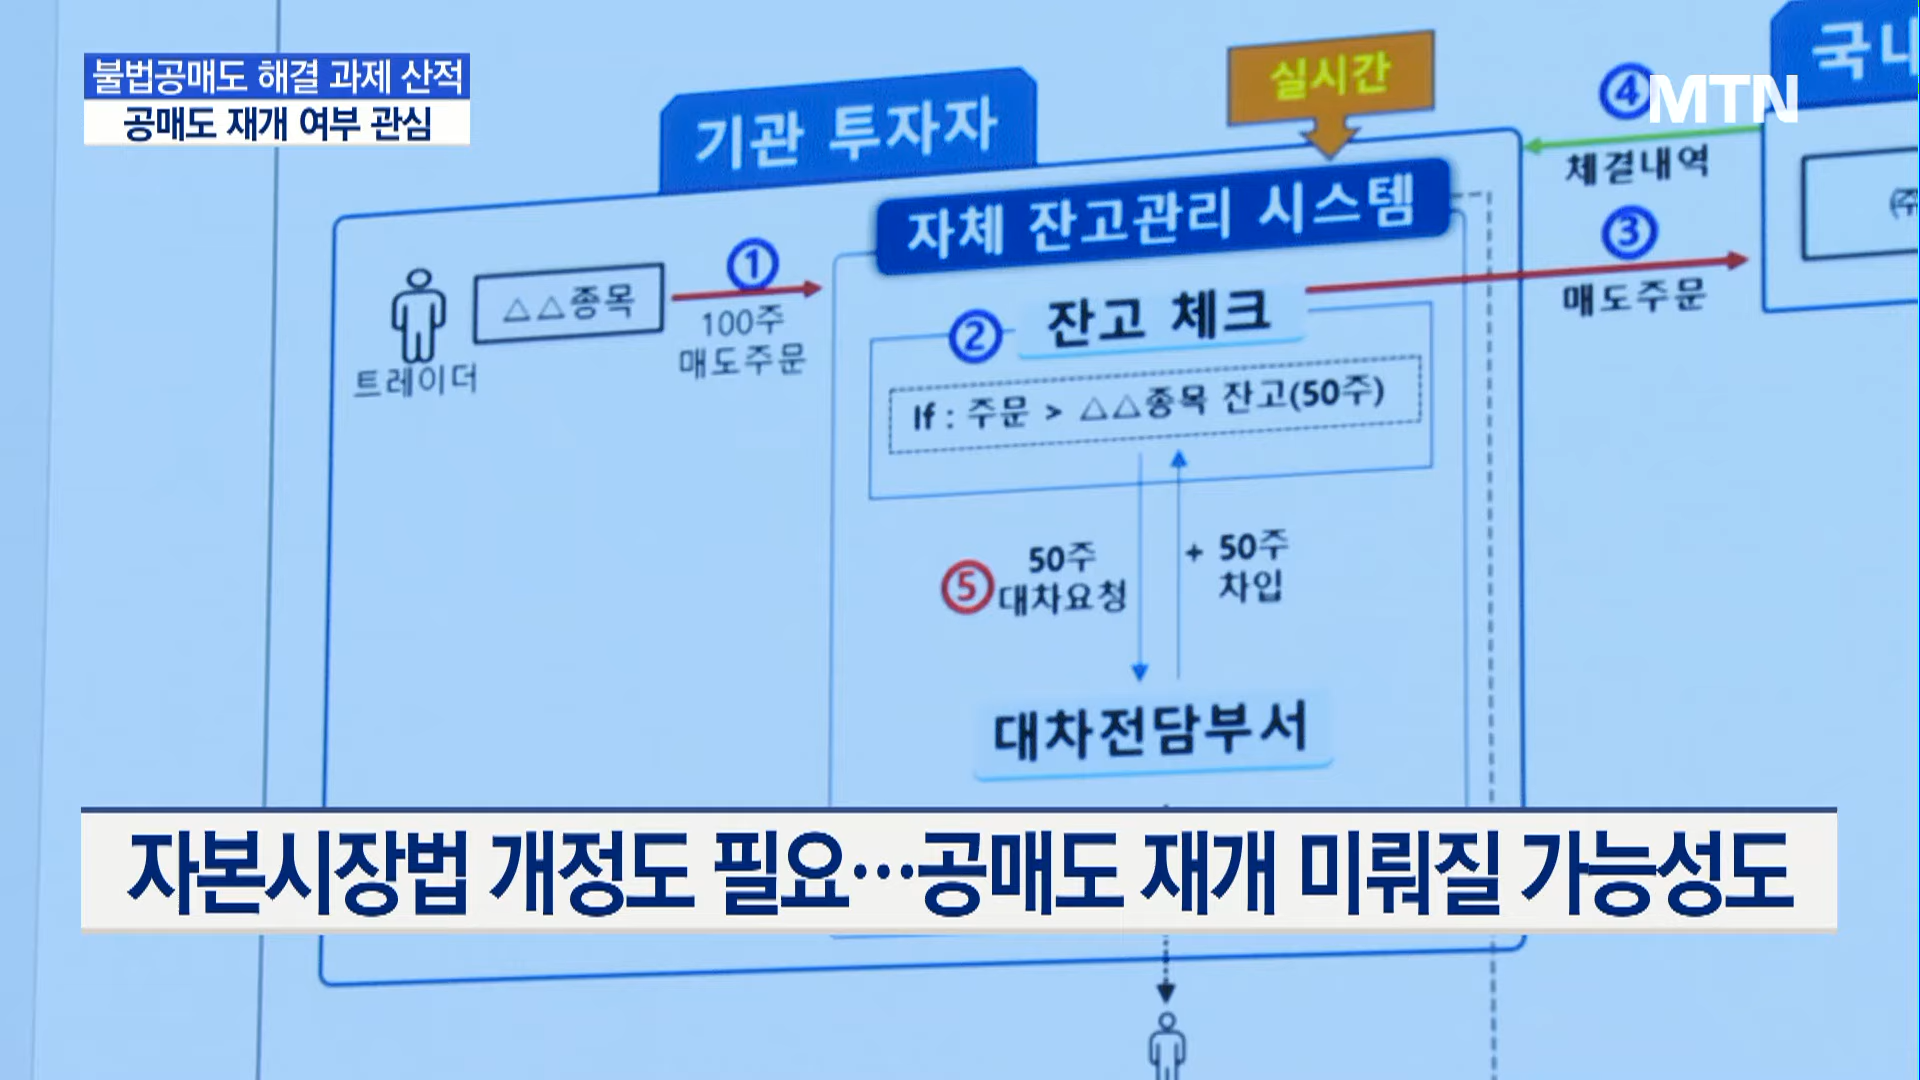 불법공매도 해결 과제 산적
공매도 재개 여부 관심
MTN
기관 투자자
실시간
국내
자체 잔고관리 시스템
④
체결내역
③
매도주문
㈜
트레이더
△△종목
①
100주
매도주문
② 잔고 체크
If : 주문 > △△종목 잔고(50주)
⑤ 50주
대차요청
+ 50주
차입
대차전담부서
자본시장법 개정도 필요…공매도 재개 미뤄질 가능성도